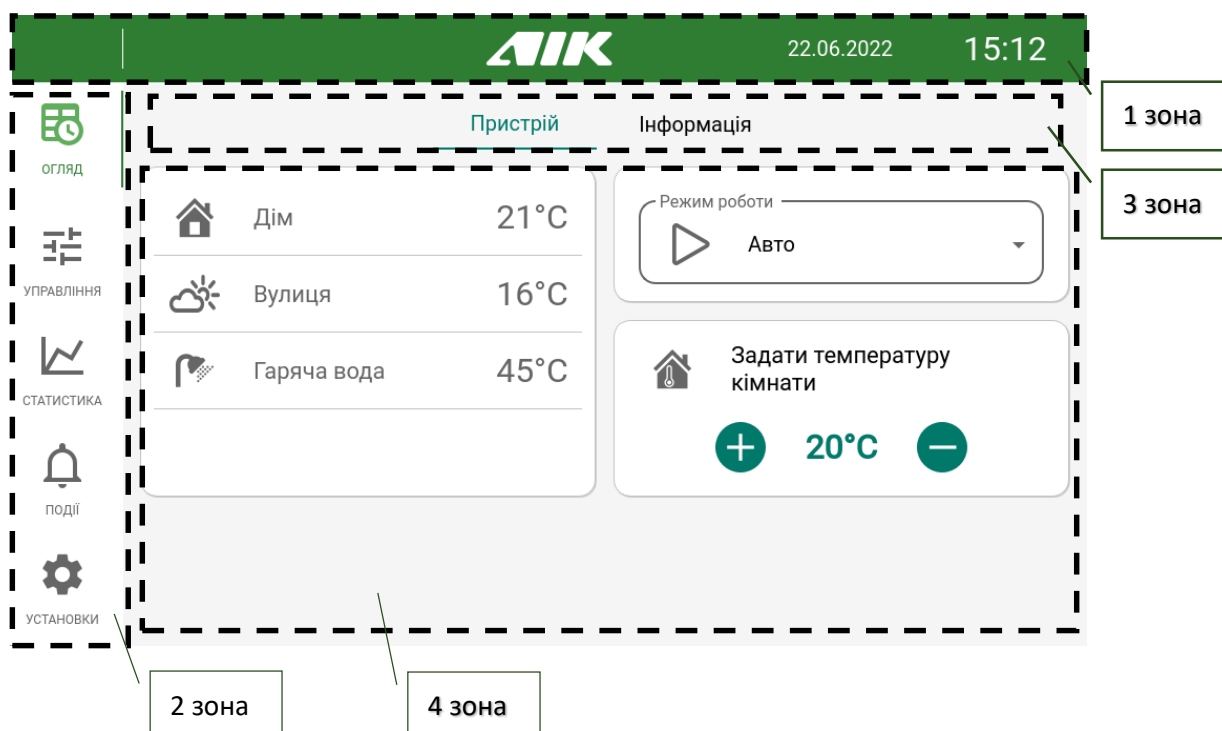 AIK 22.06.2022 15:12
1 зона
Пристрій Інформація
3 зона
ОГЛЯД
УПРАВЛІННЯ
СТАТИСТИКА
ПОДІЇ
УСТАНОВКИ
Дім 21°C
Вулиця 16°C
Гаряча вода 45°C
Режим роботи
Авто
Задати температуру
кімнати
20°C
2 зона
4 зона